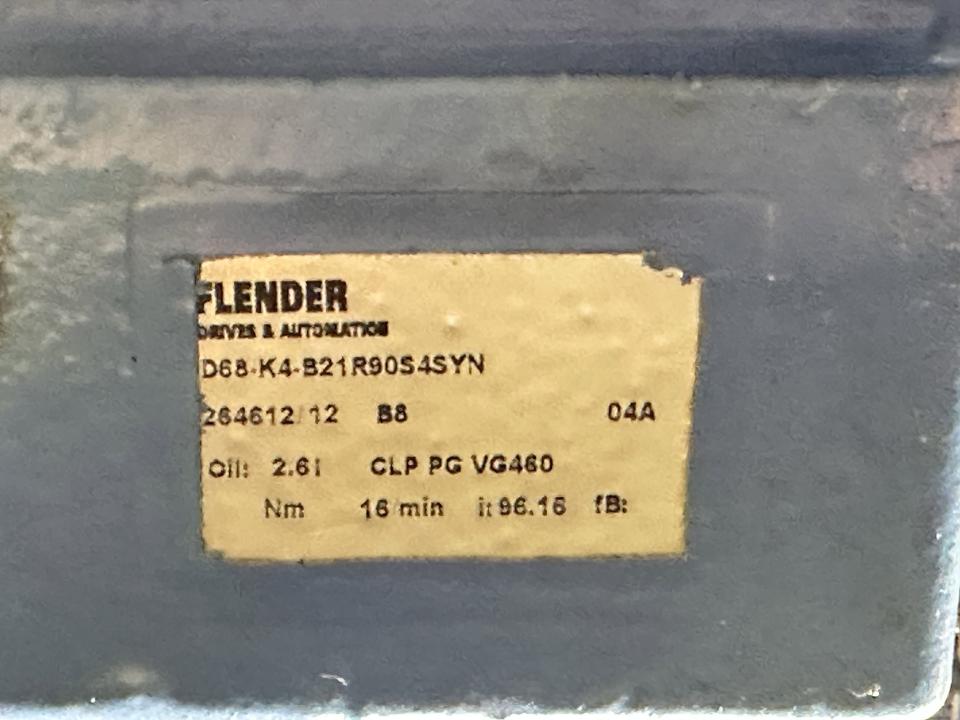 FLENDER
DRIVES & AUTOMATION
D68-K4-B21R90S4SYN
264612/12 B8 04A
Oil: 2.6l CLP PG VG460
Nm 16/min i: 96.16 fB: